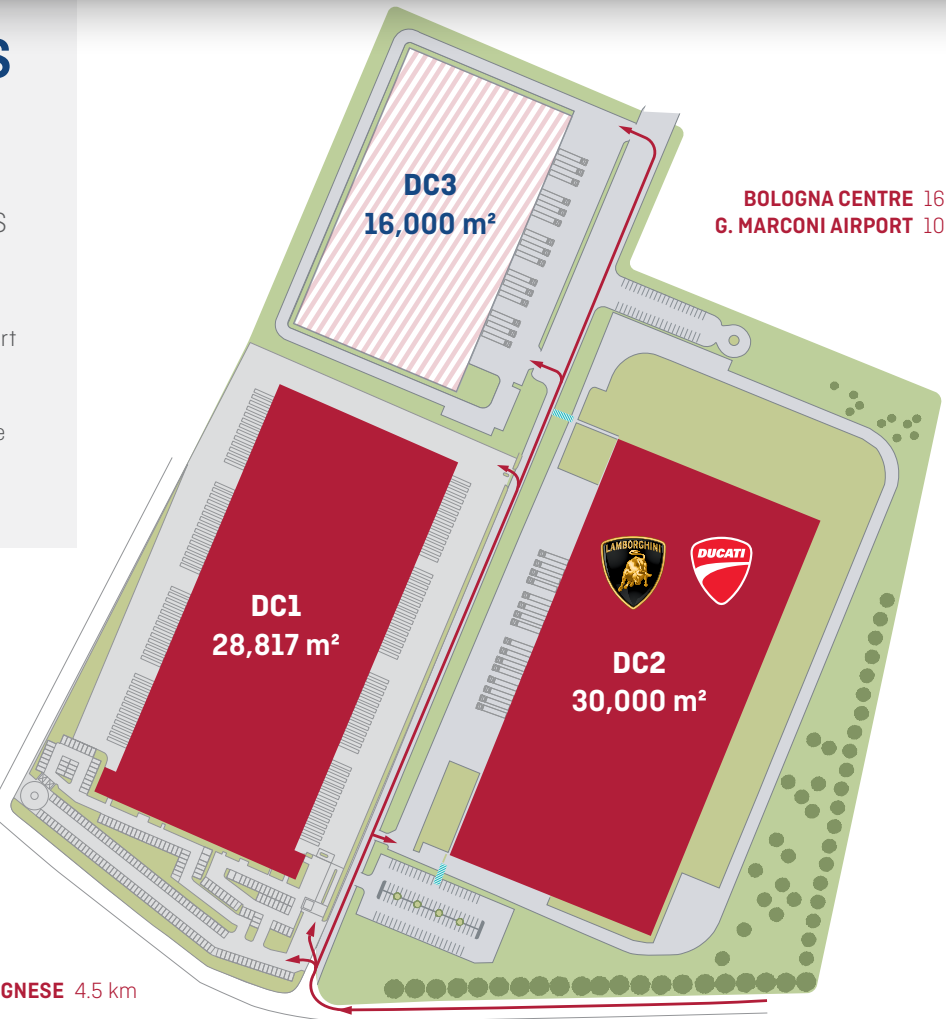 S
S
rt
e
DC3
16,000 m²
BOLOGNA CENTRE 16
G. MARCONI AIRPORT 10
LAMBORGHINI
DUCATI
DC1
28,817 m²
DC2
30,000 m²
GNESE 4.5 km